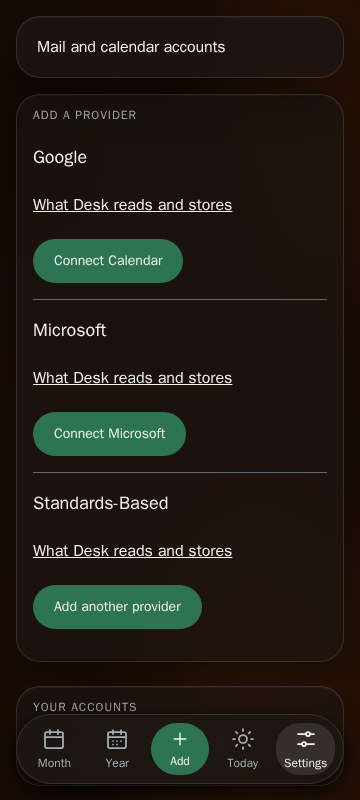 Mail and calendar accounts
ADD A PROVIDER
Google
What Desk reads and stores
Connect Calendar
Microsoft
What Desk reads and stores
Connect Microsoft
Standards-Based
What Desk reads and stores
Add another provider
YOUR ACCOUNTS
Month
Year
Add
Today
Settings